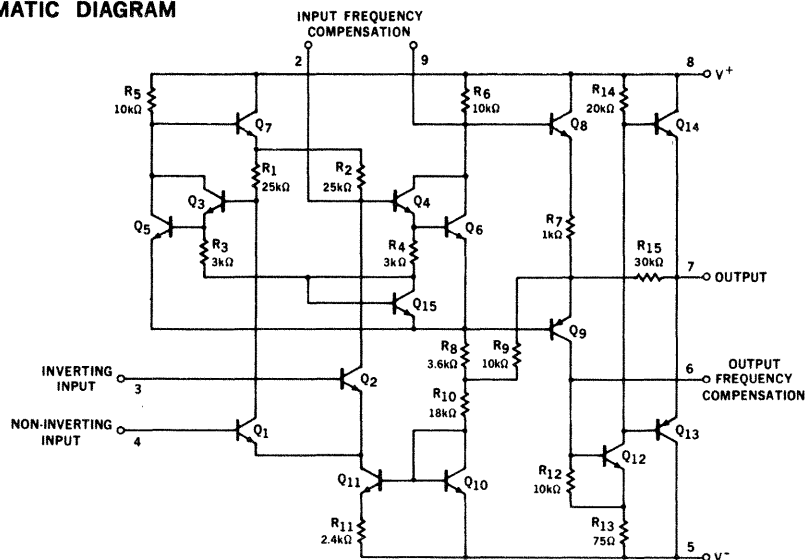 MATIC DIAGRAM
INPUT FREQUENCY
COMPENSATION
2
9
8
V+
R5
10kΩ
R6
10kΩ
R14
20kΩ
Q7
Q8
Q14
R1
25kΩ
R2
25kΩ
Q3
Q4
Q5
Q6
R7
1kΩ
R3
3kΩ
R4
3kΩ
R15
30kΩ
7
OUTPUT
Q15
Q9
R8
3.6kΩ
R9
10kΩ
INVERTING
INPUT
3
Q2
6
OUTPUT
FREQUENCY
COMPENSATION
R10
18kΩ
NON-INVERTING
INPUT
4
Q1
Q13
Q12
Q11
Q10
R12
10kΩ
R11
2.4kΩ
R13
75Ω
5
V-